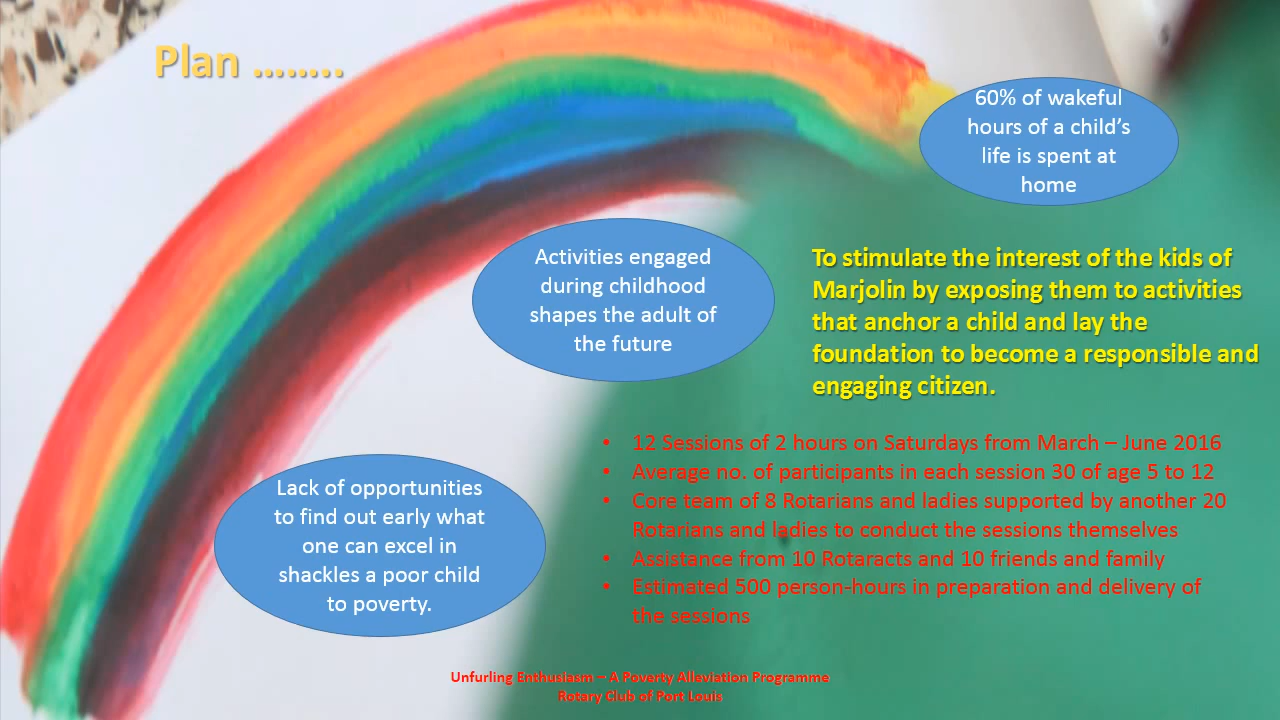 Plan ........
60% of wakeful
hours of a child’s
life is spent at
home
Activities engaged
during childhood
shapes the adult of
the future
To stimulate the interest of the kids of
Marjolin by exposing them to activities
that anchor a child and lay the
foundation to become a responsible and
engaging citizen.
Lack of opportunities
to find out early what
one can excel in
shackles a poor child
to poverty.
• 12 Sessions of 2 hours on Saturdays from March – June 2016
• Average no. of participants in each session 30 of age 5 to 12
• Core team of 8 Rotarians and ladies supported by another 20
Rotarians and ladies to conduct the sessions themselves
• Assistance from 10 Rotaracts and 10 friends and family
• Estimated 500 person-hours in preparation and delivery of
the sessions
Unfurling Enthusiasm – A Poverty Alleviation Programme
Rotary Club of Port Louis